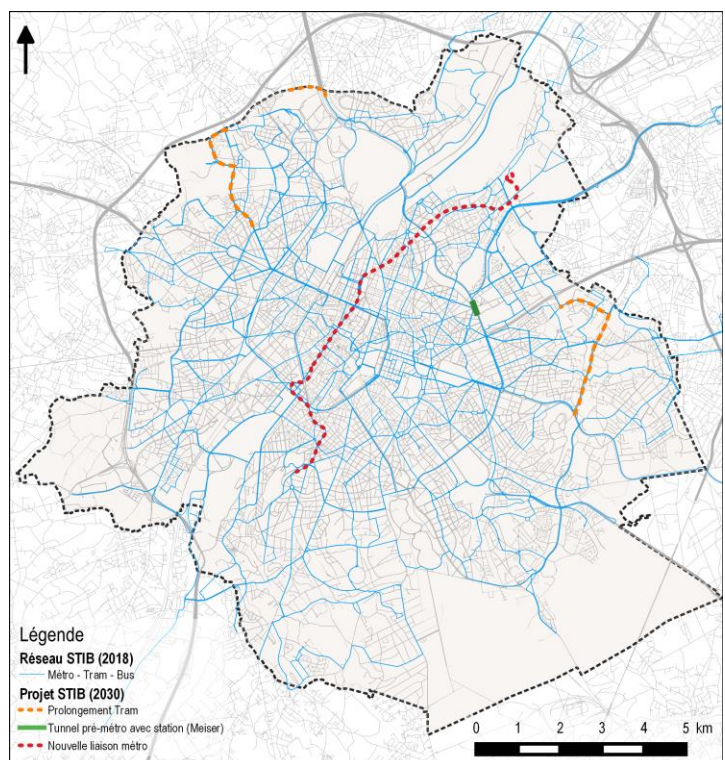 Légende
Réseau STIB (2018)
Métro - Tram - Bus
Projet STIB (2030)
Prolongement Tram
Tunnel pré-métro avec station (Meiser)
Nouvelle liaison métro
0 1 2 3 4 5 km